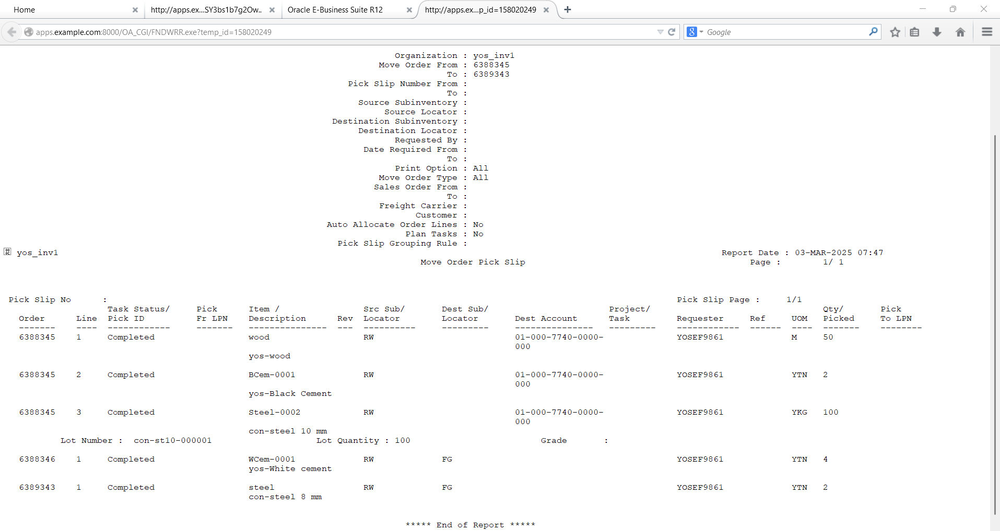 Home http://apps.ex...SY3bs1b7g2Ow.. Oracle E-Business Suite R12 http://apps.ex...p_id=158020249
apps.example.com:8000/OA_CGI/FNDWRR.exe?temp_id=158020249 Google
Organization : yos_inv1
Move Order From : 6388345
To : 6389343
Pick Slip Number From :
To :
Source Subinventory :
Source Locator :
Destination Subinventory :
Destination Locator :
Requested By :
Date Required From :
To :
Print Option : All
Move Order Type : All
Sales Order From :
To :
Freight Carrier :
Customer :
Auto Allocate Order Lines : No
Plan Tasks : No
Pick Slip Grouping Rule :
yos_inv1 Report Date : 03-MAR-2025 07:47
Move Order Pick Slip Page : 1/ 1
Pick Slip No : Pick Slip Page : 1/1
Task Status/ Pick Item / Src Sub/ Dest Sub/ Project/ Qty/ Pick
Order Line Pick ID Fr LPN Description Rev Locator Locator Dest Account Task Requester Ref UOM Picked To LPN
------- ---- ------------ ------- --------------- --- ---------- --------- --------------- --------- ------------ ------ ---- ------- --------
6388345 1 Completed wood RW 01-000-7740-0000- YOSEF9861 M 50
000
yos-wood
6388345 2 Completed BCem-0001 RW 01-000-7740-0000- YOSEF9861 YTN 2
000
yos-Black Cement
6388345 3 Completed Steel-0002 RW 01-000-7740-0000- YOSEF9861 YKG 100
000
con-steel 10 mm
Lot Number : con-st10-000001 Lot Quantity : 100 Grade :
6388346 1 Completed WCem-0001 RW FG YOSEF9861 YTN 4
yos-White cement
6389343 1 Completed steel RW FG YOSEF9861 YTN 2
con-steel 8 mm
***** End of Report *****